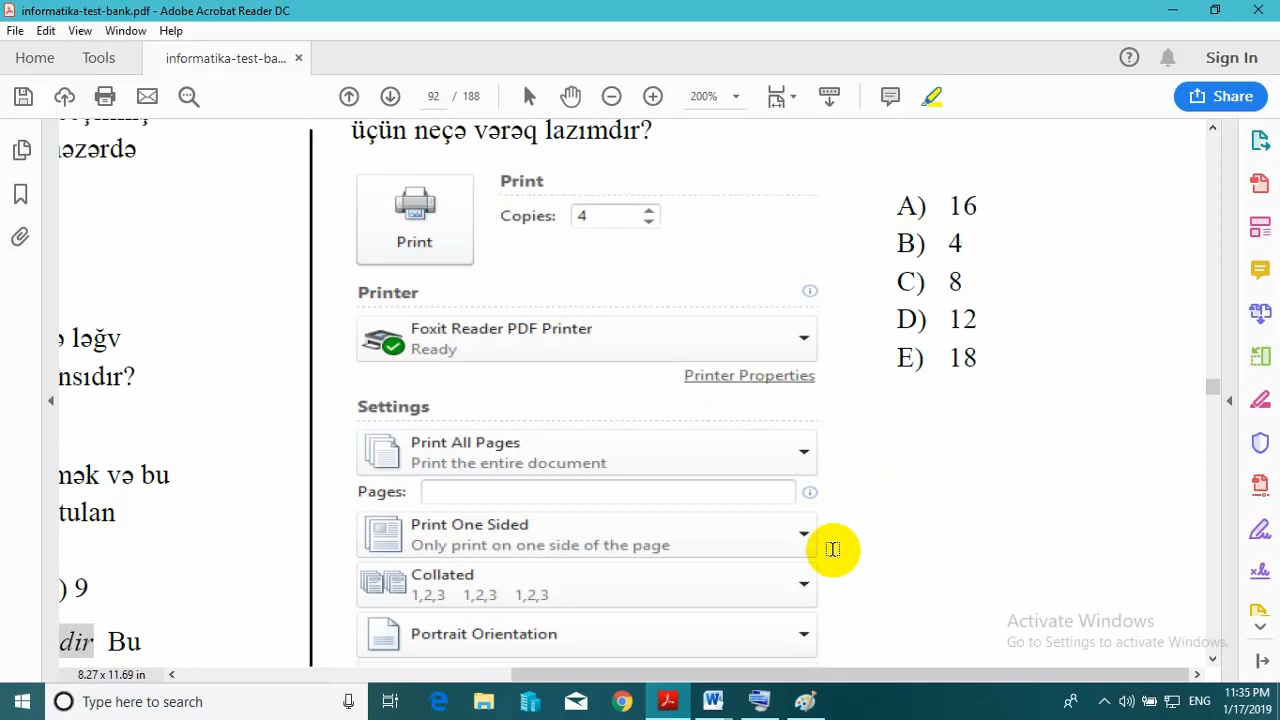 informatika-test-bank.pdf - Adobe Acrobat Reader DC
File Edit View Window Help
Home Tools informatika-test-ba... × Sign In
92 / 188 200% Share
nəzərdə
ləğv
nsıdır?
mək və bu
tulan
) 9
dir Bu
üçün neçə vərəq lazımdır?
Print
Print
Copies: 4
Printer
Foxit Reader PDF Printer
Ready
Printer Properties
Settings
Print All Pages
Print the entire document
Pages:
Print One Sided
Only print on one side of the page
Collated
1,2,3 1,2,3 1,2,3
Portrait Orientation
A) 16
B) 4
C) 8
D) 12
E) 18
Activate Windows
Go to Settings to activate Windows.
8.27 x 11.69 in
Type here to search
ENG
11:35 PM
1/17/2019